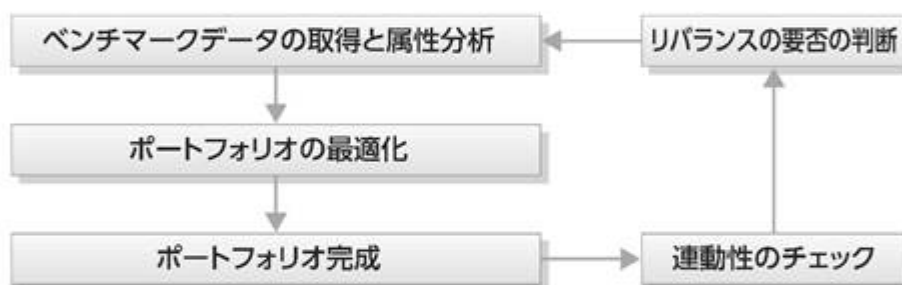 ベンチマークデータの取得と属性分析
リバランスの要否の判断
ポートフォリオの最適化
ポートフォリオ完成
連動性のチェック